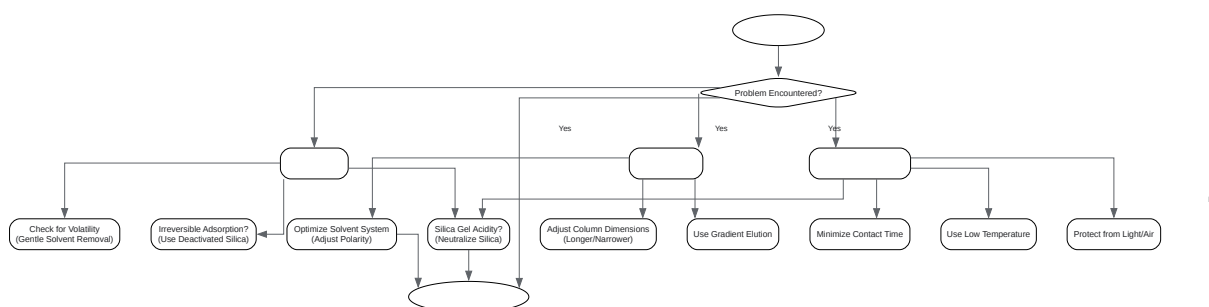 Problem Encountered?
Yes
Yes
Yes
Check for Volatility
(Gentle Solvent Removal)
Irreversible Adsorption?
(Use Deactivated Silica)
Optimize Solvent System
(Adjust Polarity)
Silica Gel Acidity?
(Neutralize Silica)
Adjust Column Dimensions
(Longer/Narrower)
Use Gradient Elution
Minimize Contact Time
Use Low Temperature
Protect from Light/Air